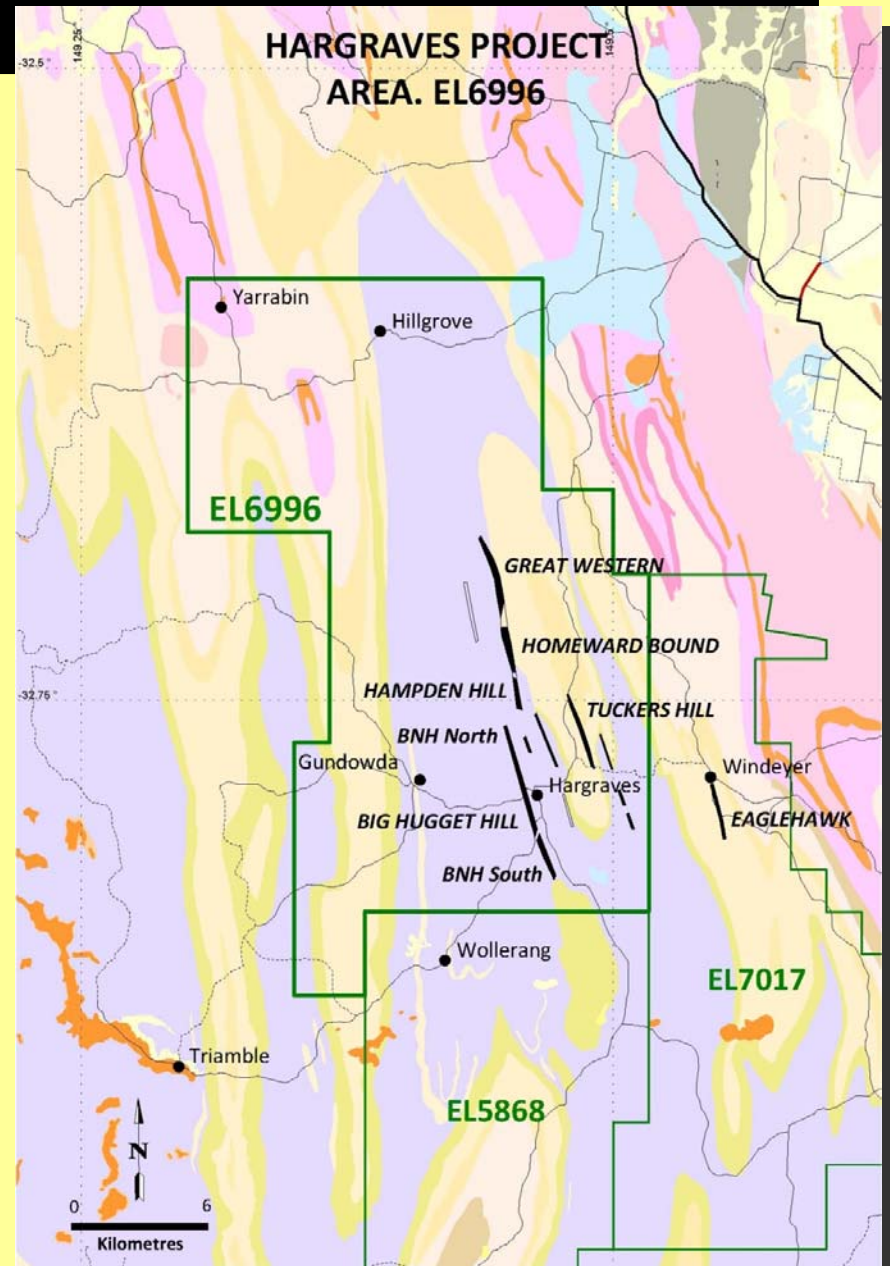 HARGRAVES PROJECT
AREA. EL6996
149.25°
149.5°
-32.5°
Yarrabin
Hillgrove
EL6996
GREAT WESTERN
HOMEWARD BOUND
-32.75°
HAMPDEN HILL
TUCKERS HILL
BNH North
Gundowda
Windeyer
Hargraves
BIG HUGGET HILL
EAGLEHAWK
BNH South
Wollerang
EL7017
Triamble
EL5868
N
0 6
Kilometres